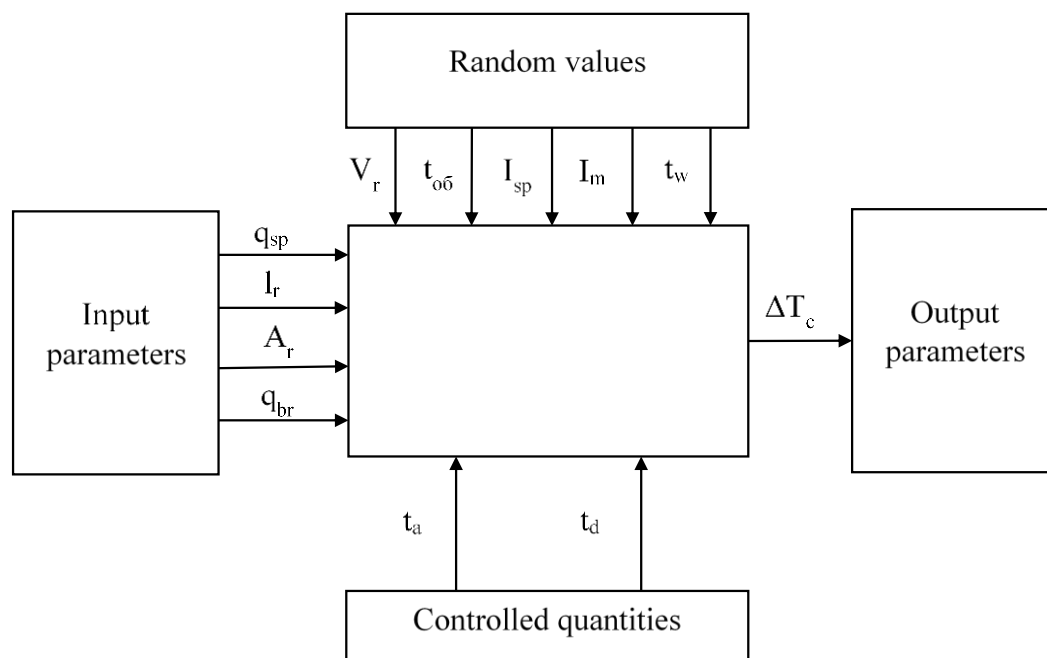 Random values
V_r t_об I_sp I_m t_w
q_sp
l_r
A_r
q_br
Input
parameters
ΔT_c
Output
parameters
t_a t_d
Controlled quantities